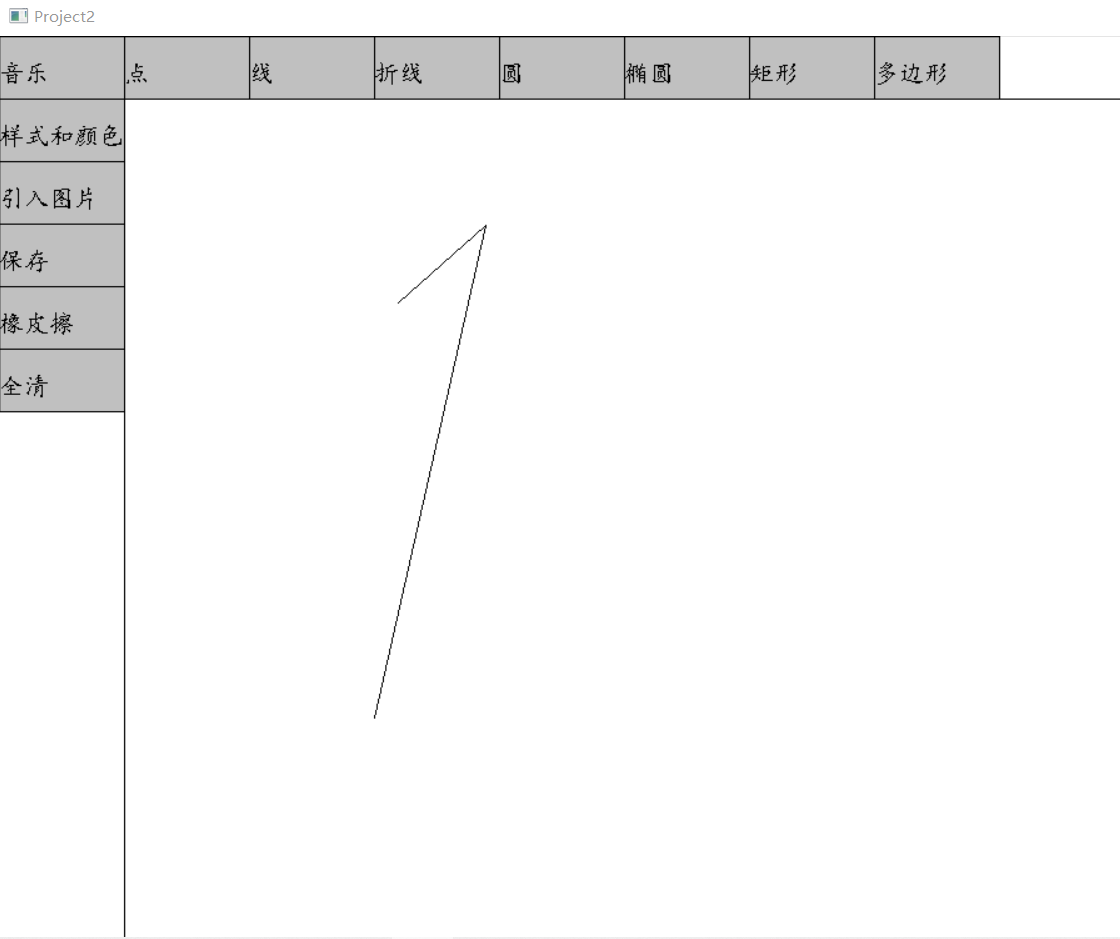 Project2
音乐 点 线 折线 圆 椭圆 矩形 多边形
样式和颜色
引入图片
保存
橡皮擦
全清